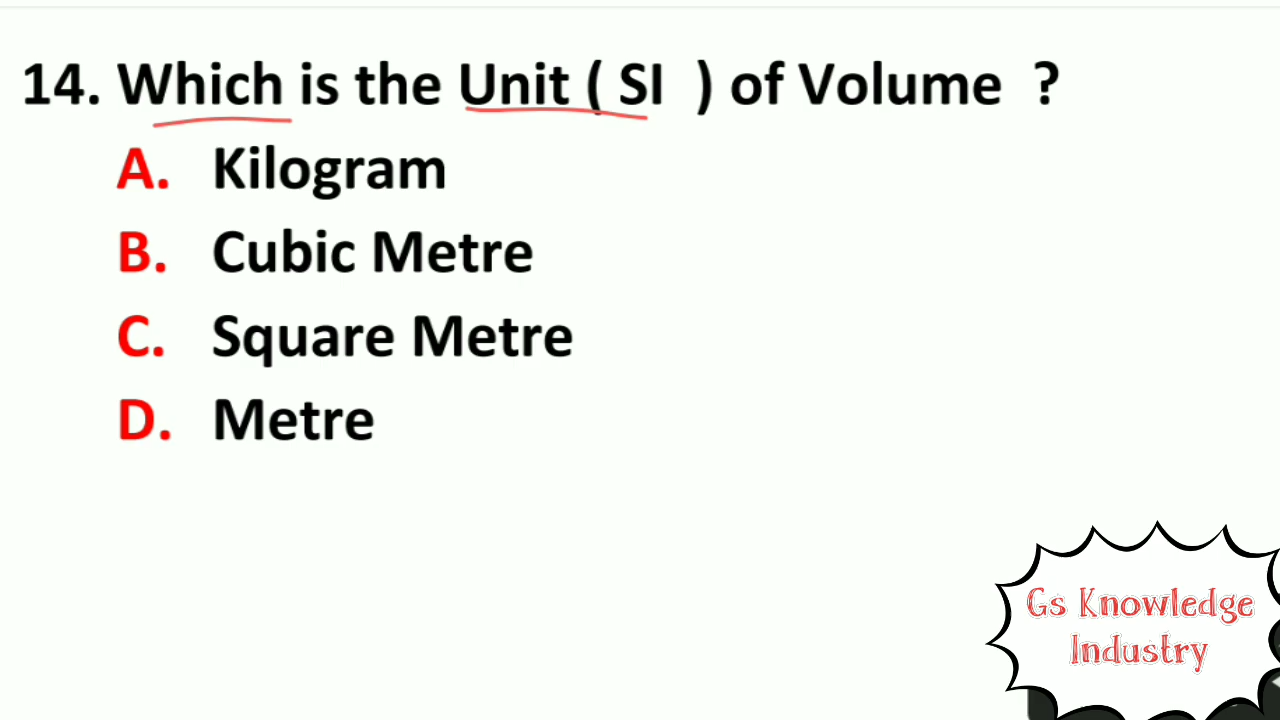 14. Which is the Unit ( SI  ) of Volume  ?
A. Kilogram
B. Cubic Metre
C. Square Metre
D. Metre
Gs Knowledge
Industry